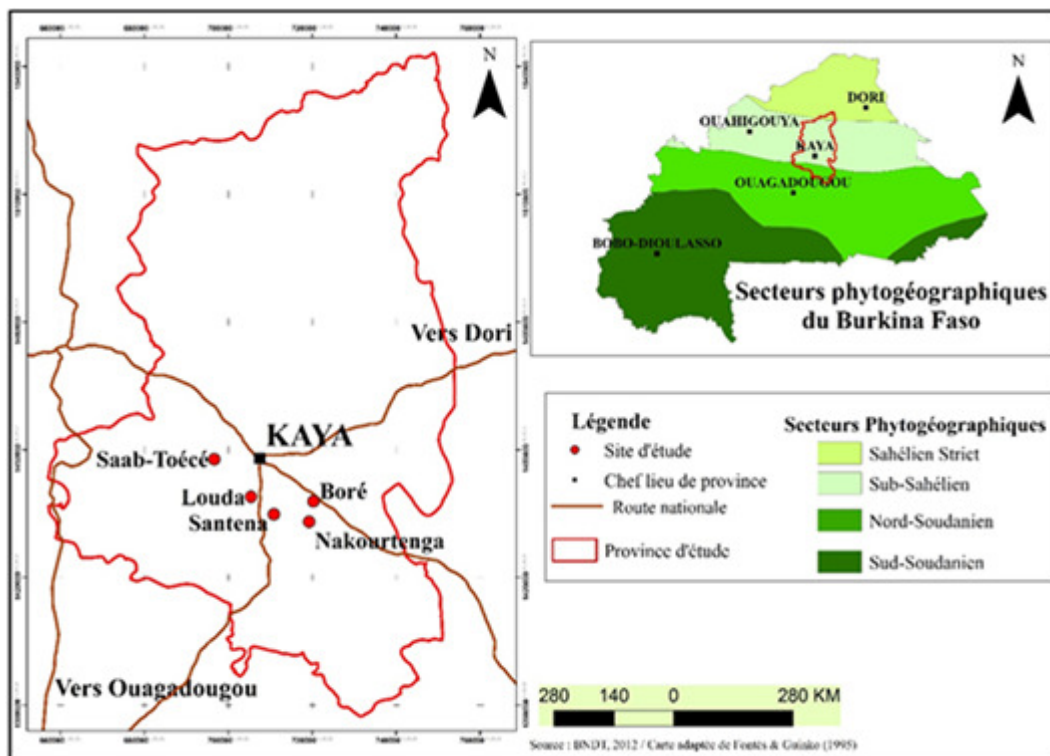 N
Vers Dori
KAYA
Saab-Toécé
Louda
Boré
Santena
Nakourtenga
Vers Ouagadougou
N
DORI
OUAHIGOUYA
KAYA
OUAGADOUGOU
BOBO-DIOULASSO
Secteurs phytogéographiques
du Burkina Faso
Légende
Site d'étude
Chef lieu de province
Route nationale
Province d'étude
Secteurs Phytogéographiques
Sahélien Strict
Sub-Sahélien
Nord-Soudanien
Sud-Soudanien
280 140 0 280 KM
Source : BNDT, 2012 / Carte adaptée de Fontès & Guinko (1995)